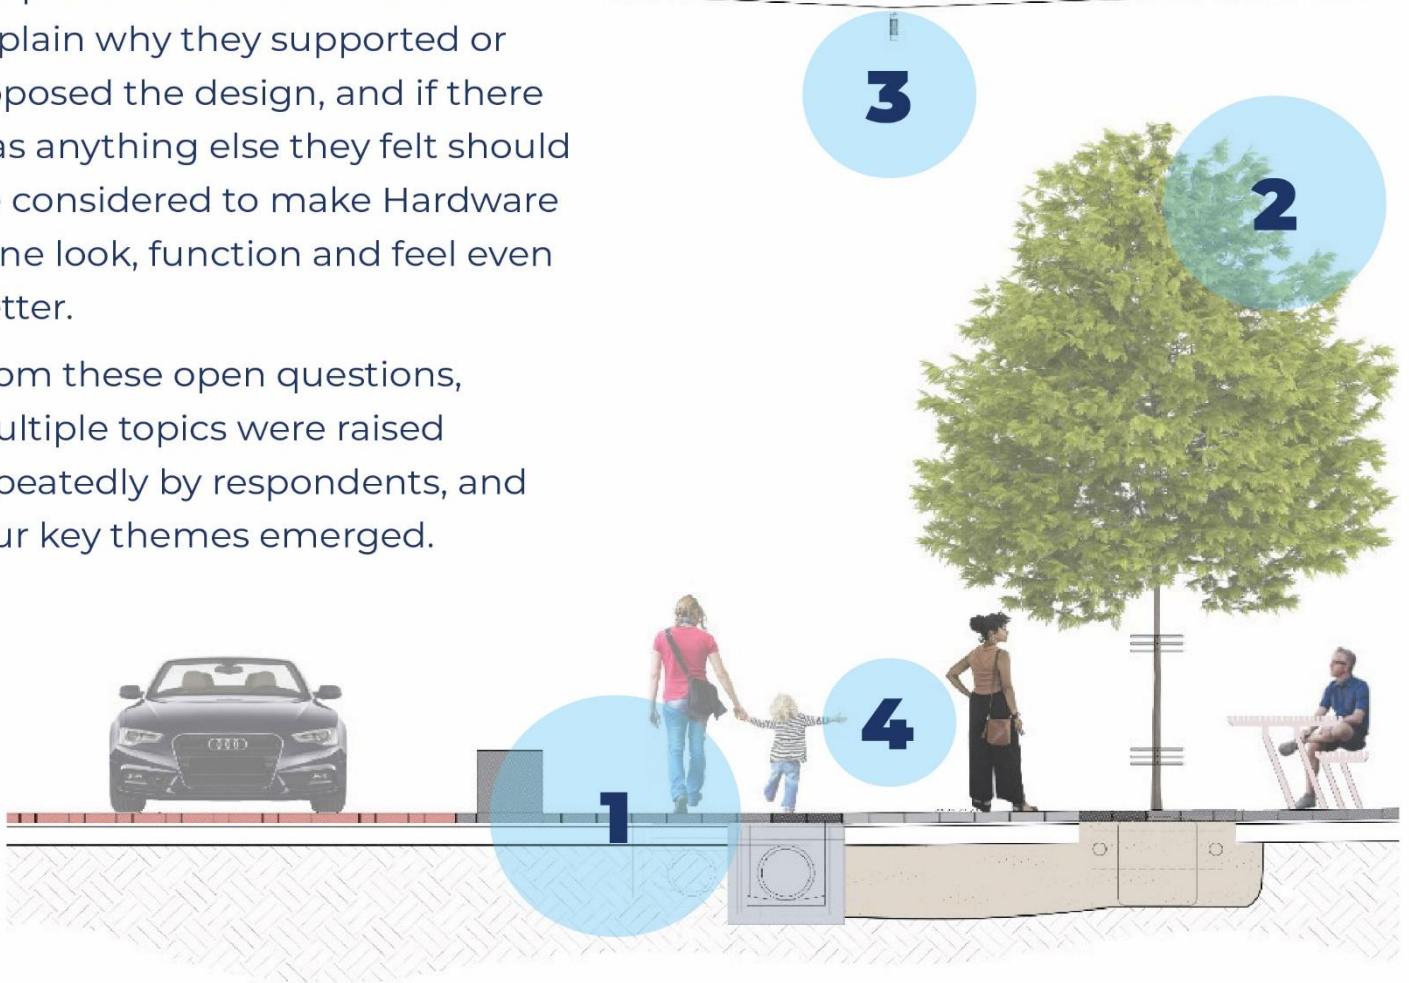 plain why they supported or
posed the design, and if there
as anything else they felt should
considered to make Hardware
ne look, function and feel even
tter.
om these open questions,
ultiple topics were raised
peatedly by respondents, and
ur key themes emerged.
3
2
4
1